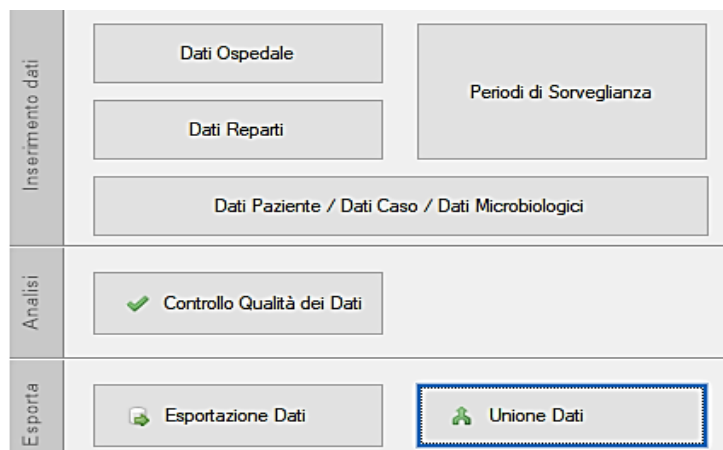 Inserimento dati
Dati Ospedale
Periodi di Sorveglianza
Dati Reparti
Dati Paziente / Dati Caso / Dati Microbiologici
Analisi
Controllo Qualità dei Dati
Esporta
Esportazione Dati
Unione Dati